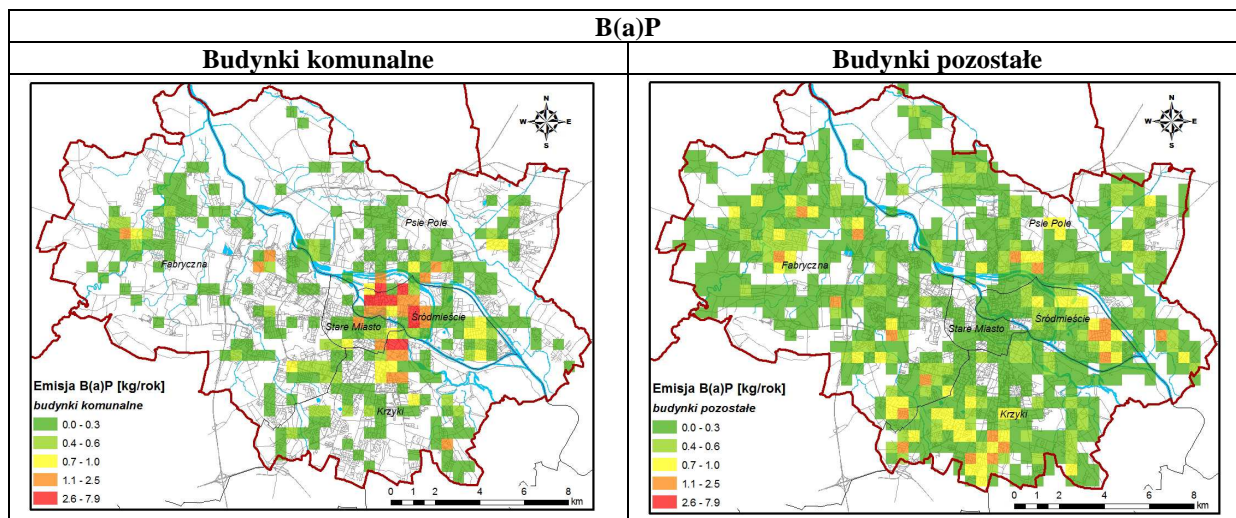 B(a)P
Budynki komunalne
Budynki pozostałe
N
W E
S
Psie Pole
Fabryczna
Stare Miasto
Śródmieście
Krzyki
Emisja B(a)P [kg/rok]
budynki komunalne
0.0 - 0.3
0.4 - 0.6
0.7 - 1.0
1.1 - 2.5
2.6 - 7.9
0 1 2 4 6 8
km
N
W E
S
Psie Pole
Fabryczna
Stare Miasto
Śródmieście
Krzyki
Emisja B(a)P [kg/rok]
budynki pozostałe
0.0 - 0.3
0.4 - 0.6
0.7 - 1.0
1.1 - 2.5
2.6 - 7.9
0 1 2 4 6 8
km